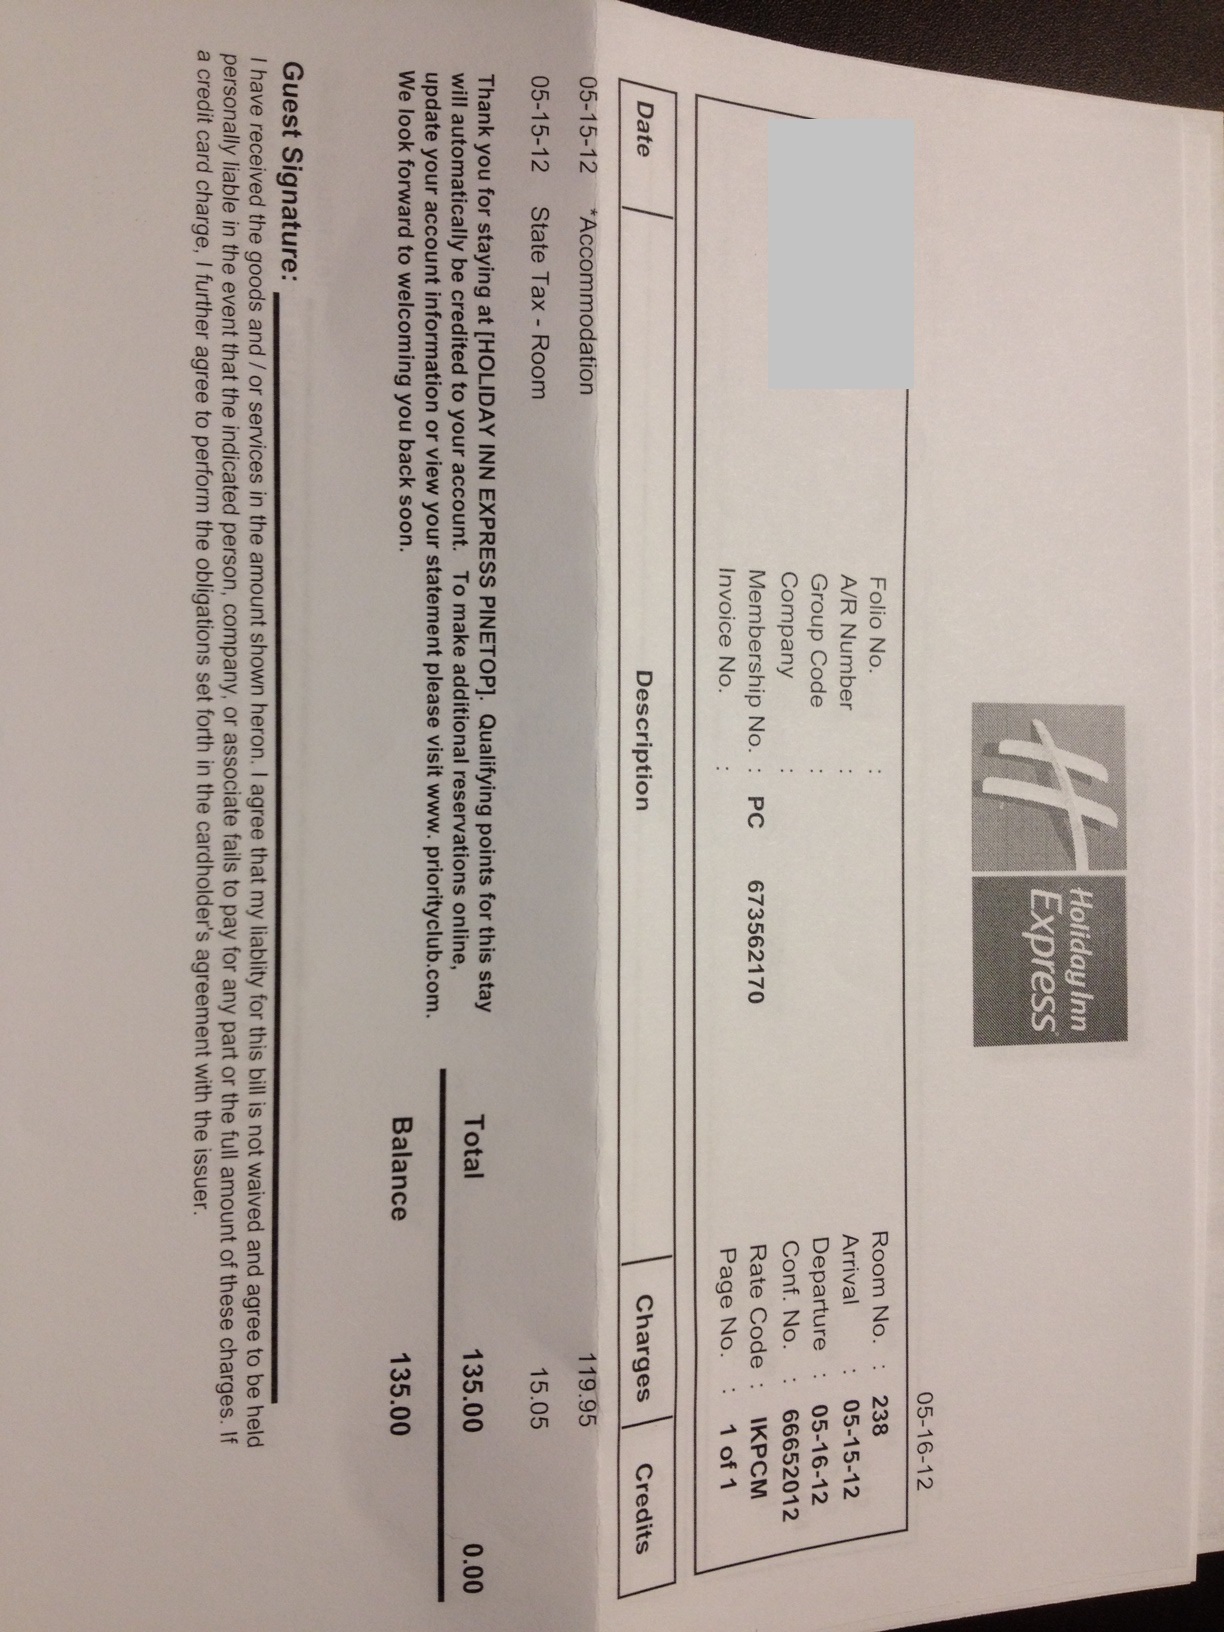 Holiday Inn
Express
05-16-12
Folio No. : Room No. : 238
A/R Number : Arrival : 05-15-12
Group Code : Departure : 05-16-12
Company : Conf. No. : 66652012
Membership No. : PC 673562170 Rate Code : IKPCM
Invoice No. : Page No. : 1 of 1
Date Description Charges Credits
05-15-12 *Accommodation 119.95
05-15-12 State Tax - Room 15.05
Thank you for staying at [HOLIDAY INN EXPRESS PINETOP]. Qualifying points for this stay
will automatically be credited to your account. To make additional reservations online,
update your account information or view your statement please visit www. priorityclub.com.
We look forward to welcoming you back soon.
Total 135.00 0.00
Balance 135.00
Guest Signature:
I have received the goods and / or services in the amount shown heron. I agree that my liablity for this bill is not waived and agree to be held
personally liable in the event that the indicated person, company, or associate fails to pay for any part or the full amount of these charges. If
a credit card charge, I further agree to perform the obligations set forth in the cardholder's agreement with the issuer.